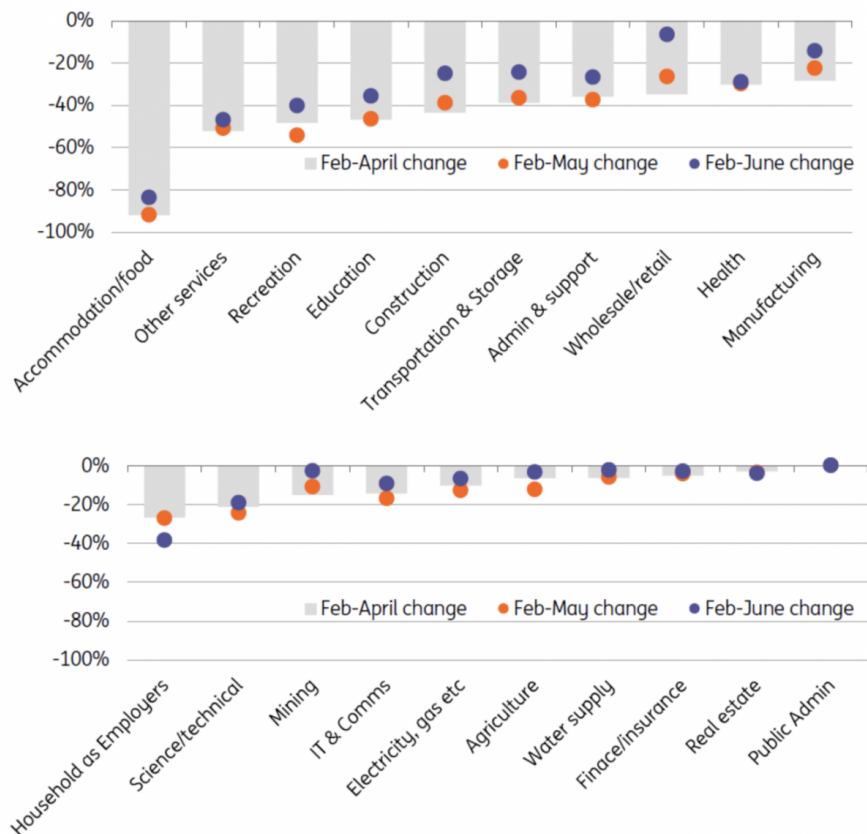 0%
-20%
-40%
-60%
-80%
-100%
Feb-April change
Feb-May change
Feb-June change
Accommodation/food
Other services
Recreation
Education
Construction
Transportation & Storage
Admin & support
Wholesale/retail
Health
Manufacturing
0%
-20%
-40%
-60%
-80%
-100%
Feb-April change
Feb-May change
Feb-June change
Household as Employers
Science/technical
Mining
IT & Comms
Electricity, gas etc
Agriculture
Water supply
Finace/insurance
Real estate
Public Admin